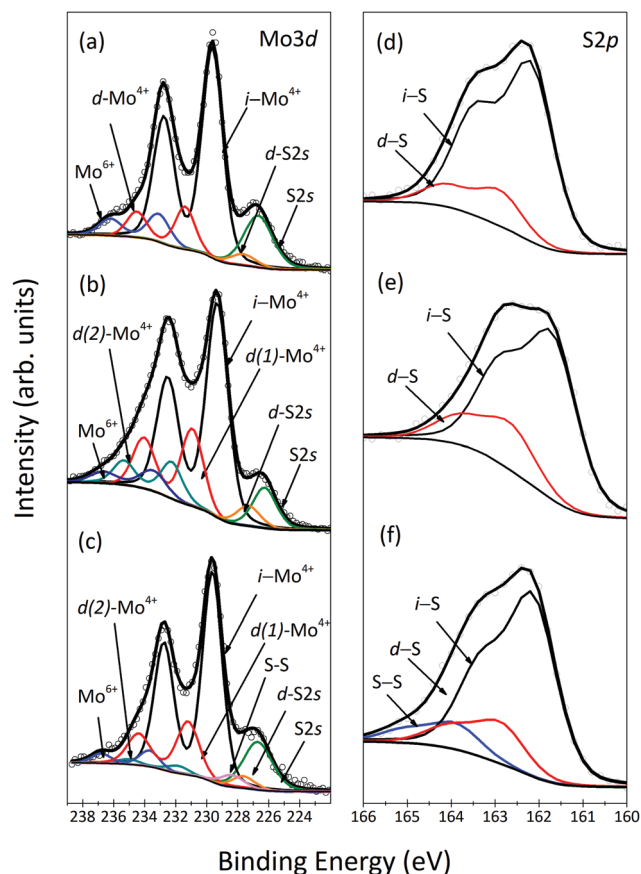 (a)
Mo3d
d-Mo⁴⁺
i–Mo⁴⁺
d-S2s
Mo⁶⁺
S2s
(b)
i–Mo⁴⁺
d(2)-Mo⁴⁺
d(1)-Mo⁴⁺
d-S2s
Mo⁶⁺
S2s
(c)
i–Mo⁴⁺
d(2)-Mo⁴⁺
d(1)-Mo⁴⁺
S-S
Mo⁶⁺
d-S2s
S2s
238 236 234 232 230 228 226 224
(d)
S2p
i–S
d–S
(e)
i–S
d–S
(f)
i–S
d–S
S–S
166 165 164 163 162 161 160
Intensity (arb. units)
Binding Energy (eV)